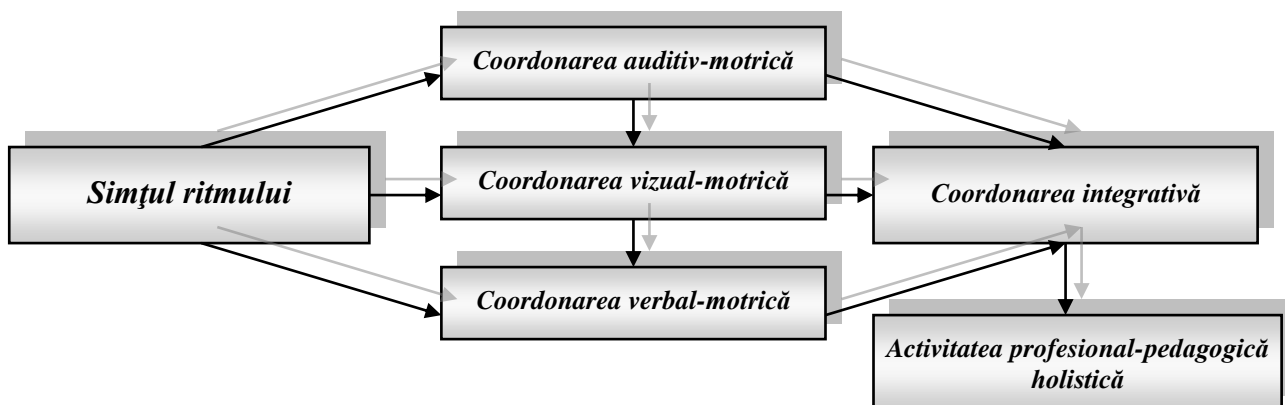 Coordonarea auditiv-motrică
Simţul ritmului
Coordonarea vizual-motrică
Coordonarea integrativă
Coordonarea verbal-motrică
Activitatea profesional-pedagogică
holistică